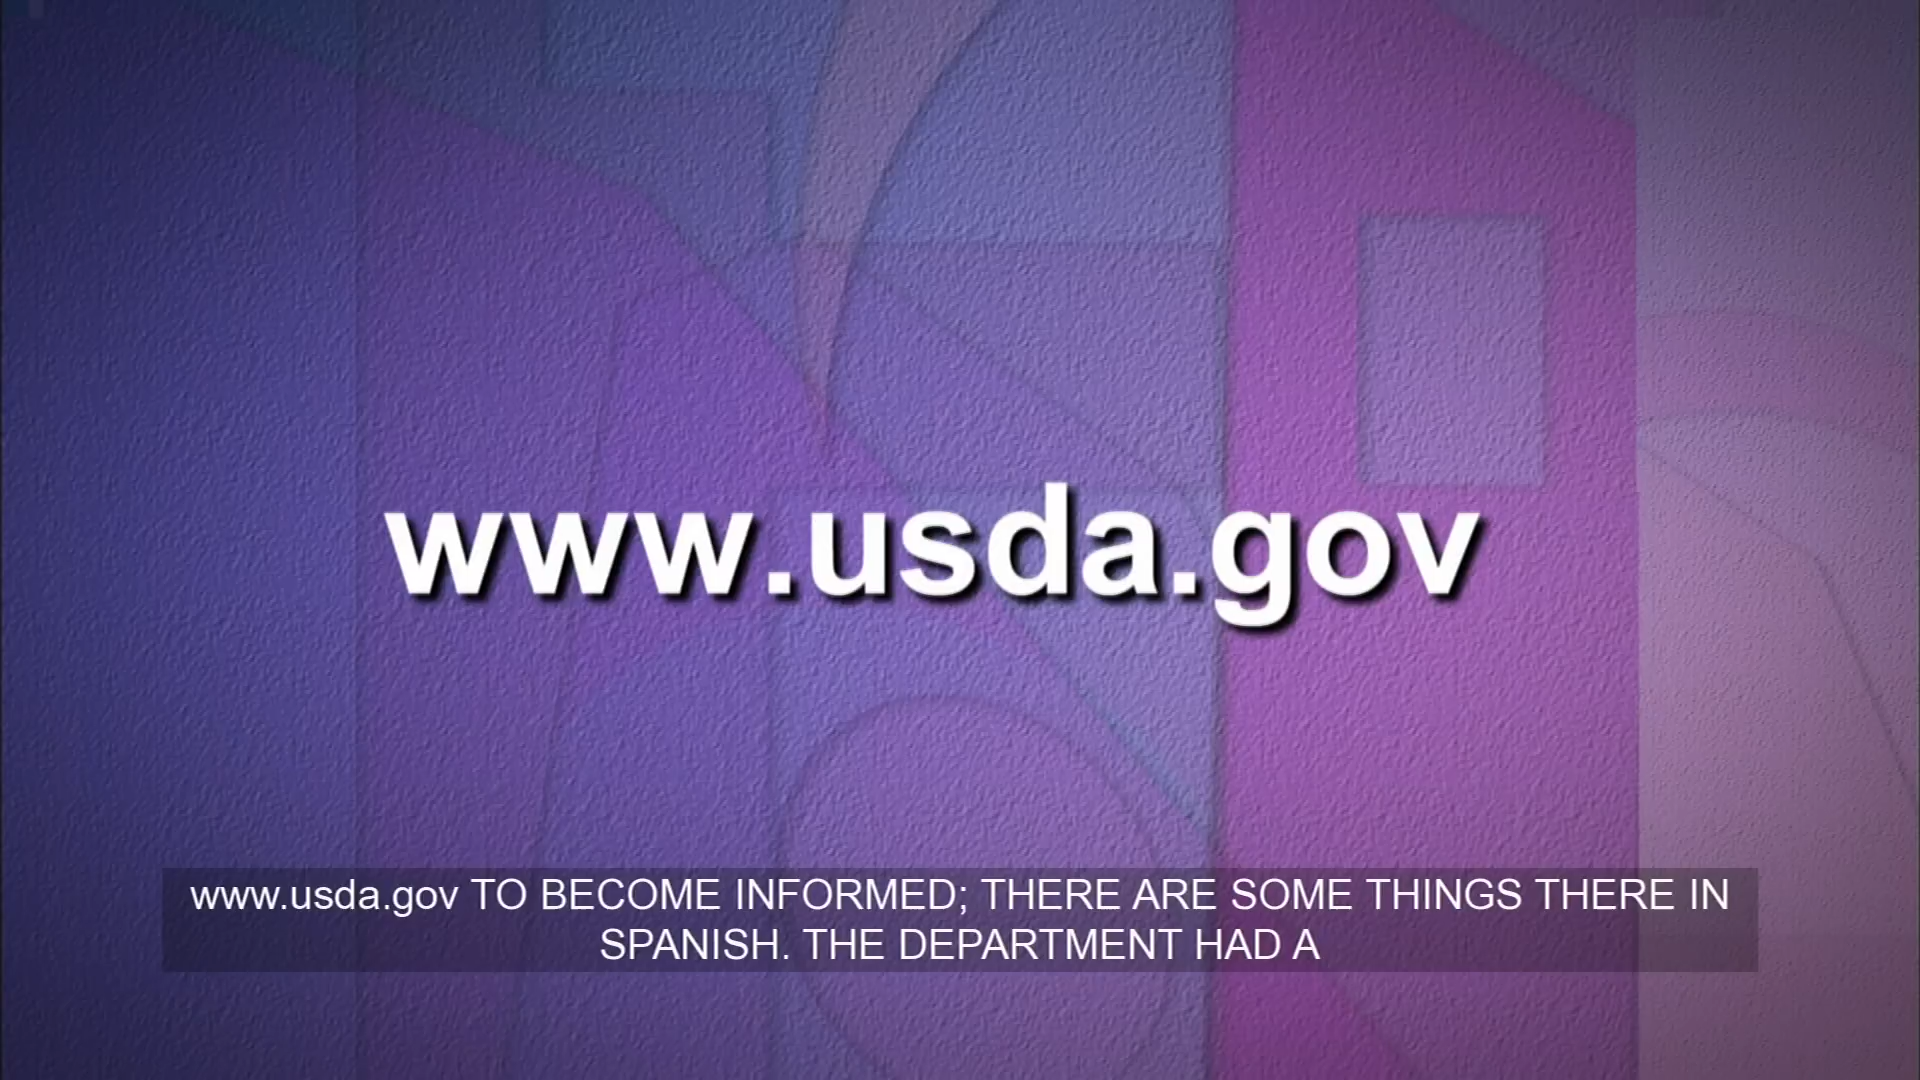 www.usda.gov
www.usda.gov TO BECOME INFORMED; THERE ARE SOME THINGS THERE IN
SPANISH. THE DEPARTMENT HAD A